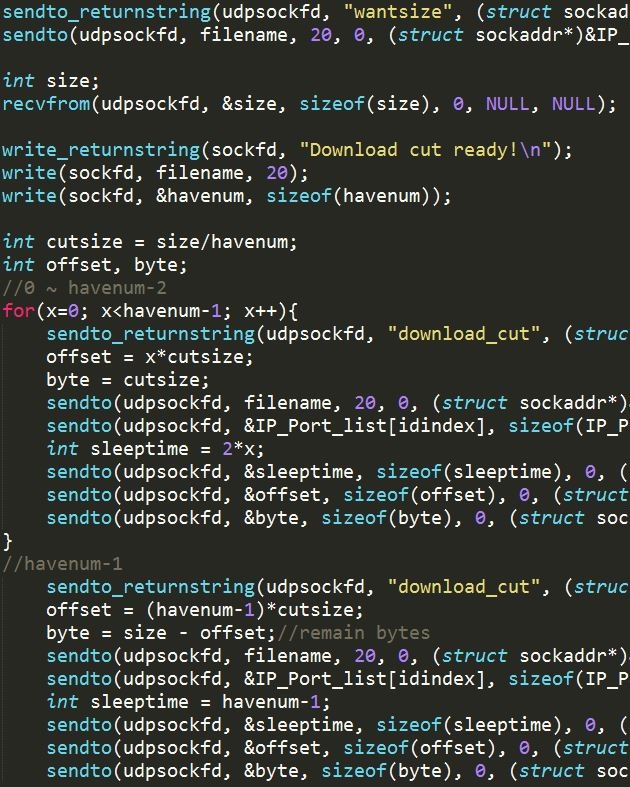 sendto_returnstring(udpsockfd, "wantsize", (struct sockad
sendto(udpsockfd, filename, 20, 0, (struct sockaddr*)&IP_
int size;
recvfrom(udpsockfd, &size, sizeof(size), 0, NULL, NULL);
write_returnstring(sockfd, "Download cut ready!\n");
write(sockfd, filename, 20);
write(sockfd, &havenum, sizeof(havenum));
int cutsize = size/havenum;
int offset, byte;
//0 ~ havenum-2
for(x=0; x<havenum-1; x++){
sendto_returnstring(udpsockfd, "download_cut", (struc
offset = x*cutsize;
byte = cutsize;
sendto(udpsockfd, filename, 20, 0, (struct sockaddr*)
sendto(udpsockfd, &IP_Port_list[idindex], sizeof(IP_P
int sleeptime = 2*x;
sendto(udpsockfd, &sleeptime, sizeof(sleeptime), 0, (
sendto(udpsockfd, &offset, sizeof(offset), 0, (struct
sendto(udpsockfd, &byte, sizeof(byte), 0, (struct soc
}
//havenum-1
sendto_returnstring(udpsockfd, "download_cut", (struc
offset = (havenum-1)*cutsize;
byte = size - offset;//remain bytes
sendto(udpsockfd, filename, 20, 0, (struct sockaddr*)
sendto(udpsockfd, &IP_Port_list[idindex], sizeof(IP_P
int sleeptime = havenum-1;
sendto(udpsockfd, &sleeptime, sizeof(sleeptime), 0, (
sendto(udpsockfd, &offset, sizeof(offset), 0, (struct
sendto(udpsockfd, &byte, sizeof(byte), 0, (struct soc